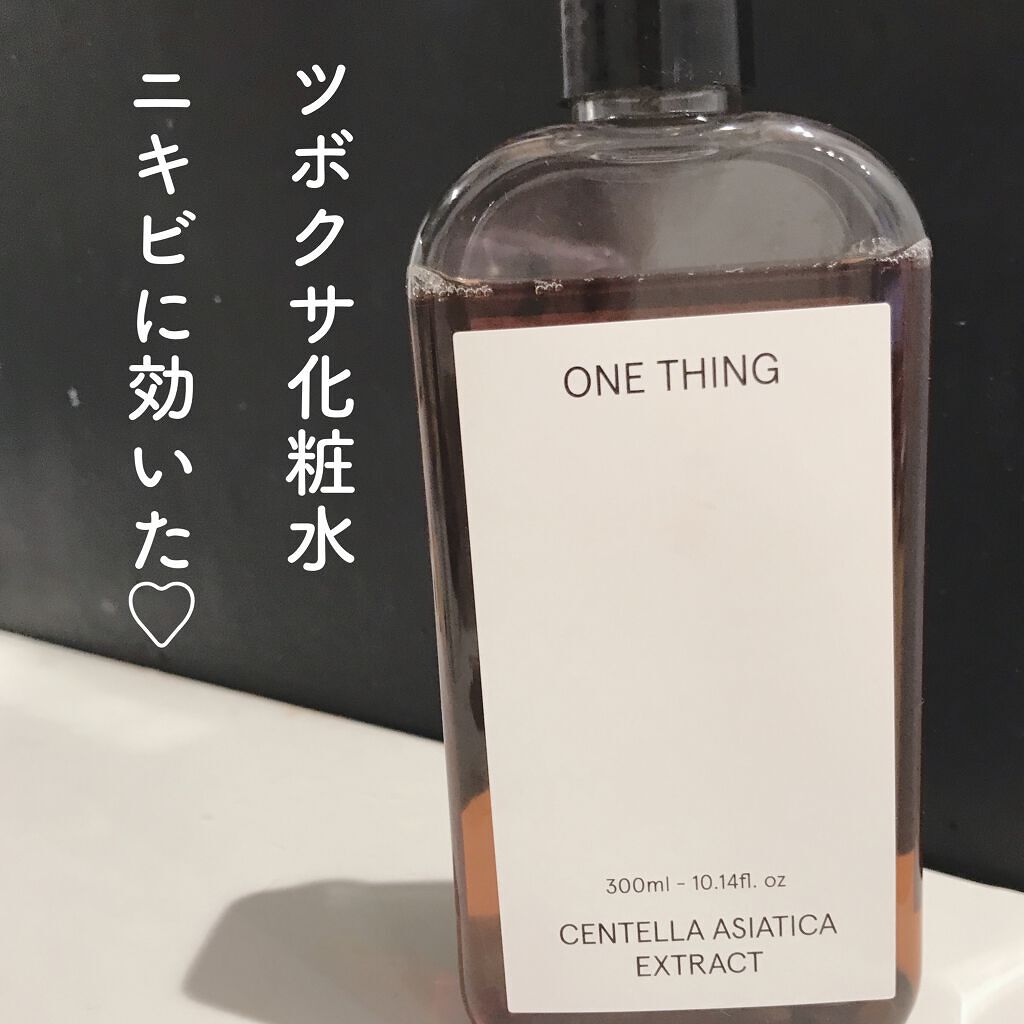 ツボクサ化粧水
ニキビに効いた♡
ONE THING
300ml - 10.14fl. oz
CENTELLA ASIATICA
EXTRACT